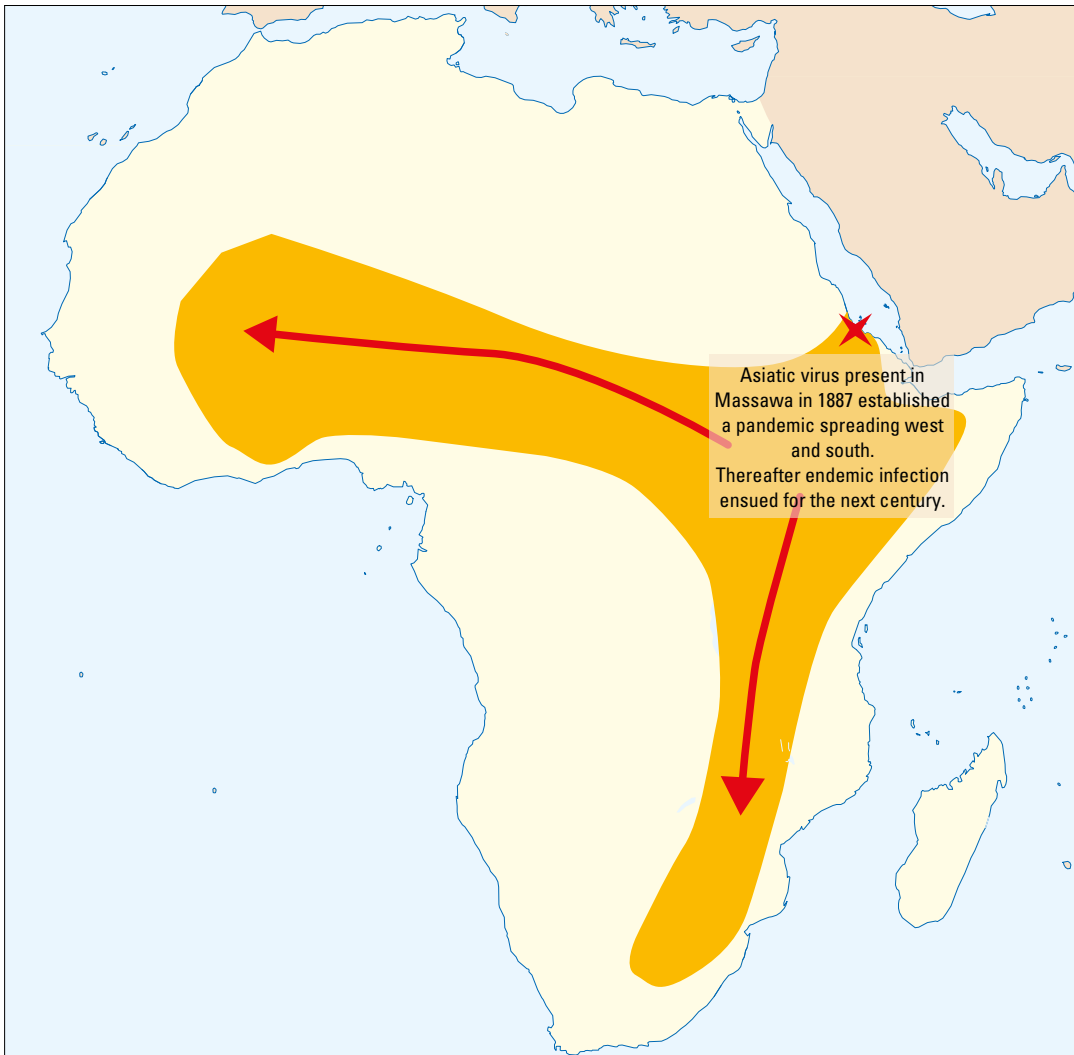 Asiatic virus present in
Massawa in 1887 established
a pandemic spreading west
and south.
Thereafter endemic infection
ensued for the next century.